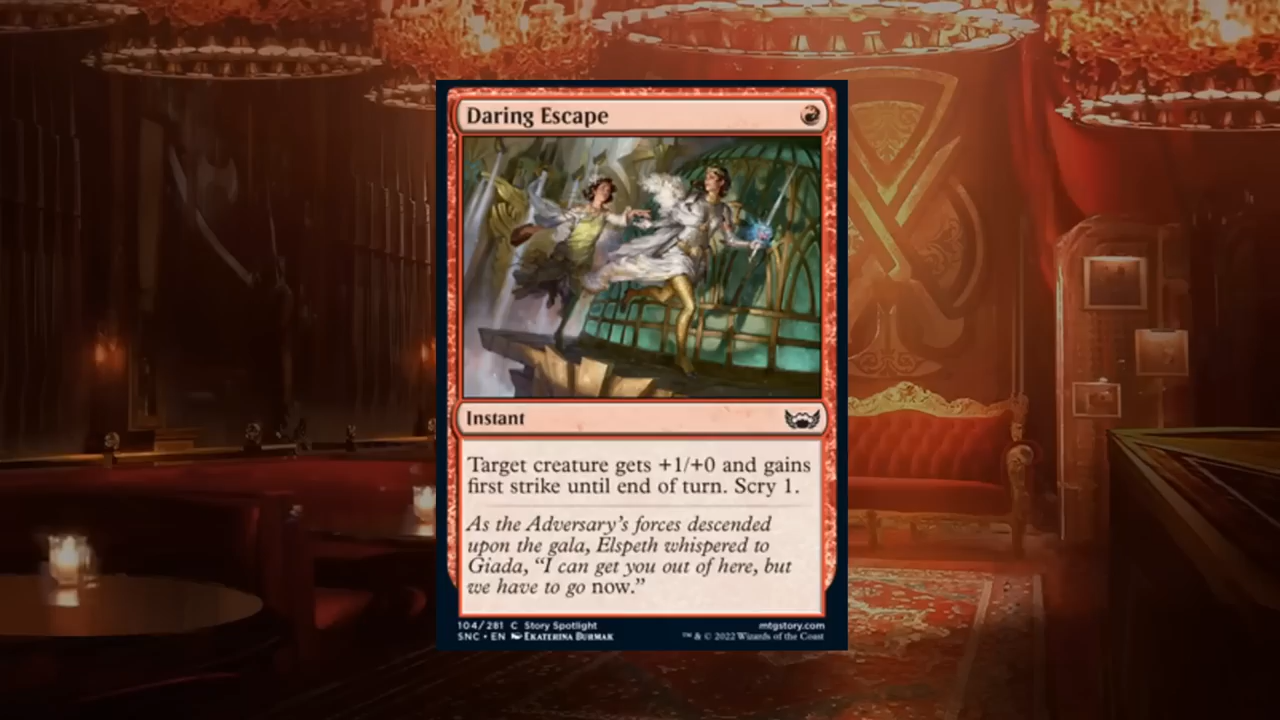 Daring Escape
Instant
Target creature gets +1/+0 and gains
first strike until end of turn. Scry 1.
As the Adversary's forces descended
upon the gala, Elspeth whispered to
Giada, “I can get you out of here, but
we have to go now.”
104/281 C Story Spotlight
mtgstory.com
SNC • EN Ekaterina Burmak
™ & © 2022 Wizards of the Coast